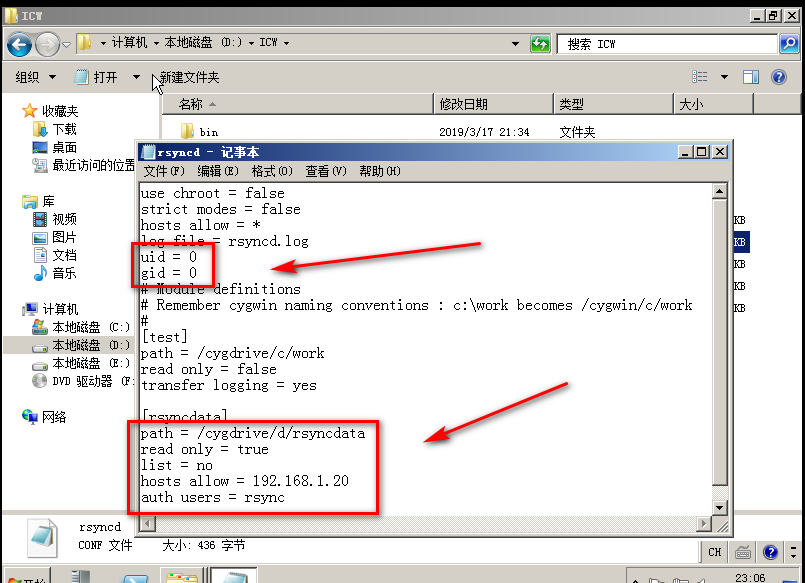 ICW
计算机
本地磁盘 (D:)
ICW
搜索 ICW
组织
打开
新建文件夹
名称
修改日期
类型
大小
收藏夹
下载
桌面
最近访问的位置
库
视频
图片
文档
音乐
计算机
本地磁盘 (C:)
本地磁盘 (D:)
本地磁盘 (E:)
DVD 驱动器 (F:
网络
bin
2019/3/17 21:34
文件夹
KB
KB
KB
KB
KB
rsyncd - 记事本
文件(F) 编辑(E) 格式(O) 查看(V) 帮助(H)
use chroot = false
strict modes = false
hosts allow = *
log file = rsyncd.log
uid = 0
gid = 0
# Module definitions
# Remember cygwin naming conventions : c:\work becomes /cygwin/c/work
#
[test]
path = /cygdrive/c/work
read only = false
transfer logging = yes
[rsyncdata]
path = /cygdrive/d/rsyncdata
read only = true
list = no
hosts allow = 192.168.1.20
auth users = rsync
rsyncd
CONF 文件
大小: 436 字节
CH
开始
23:06